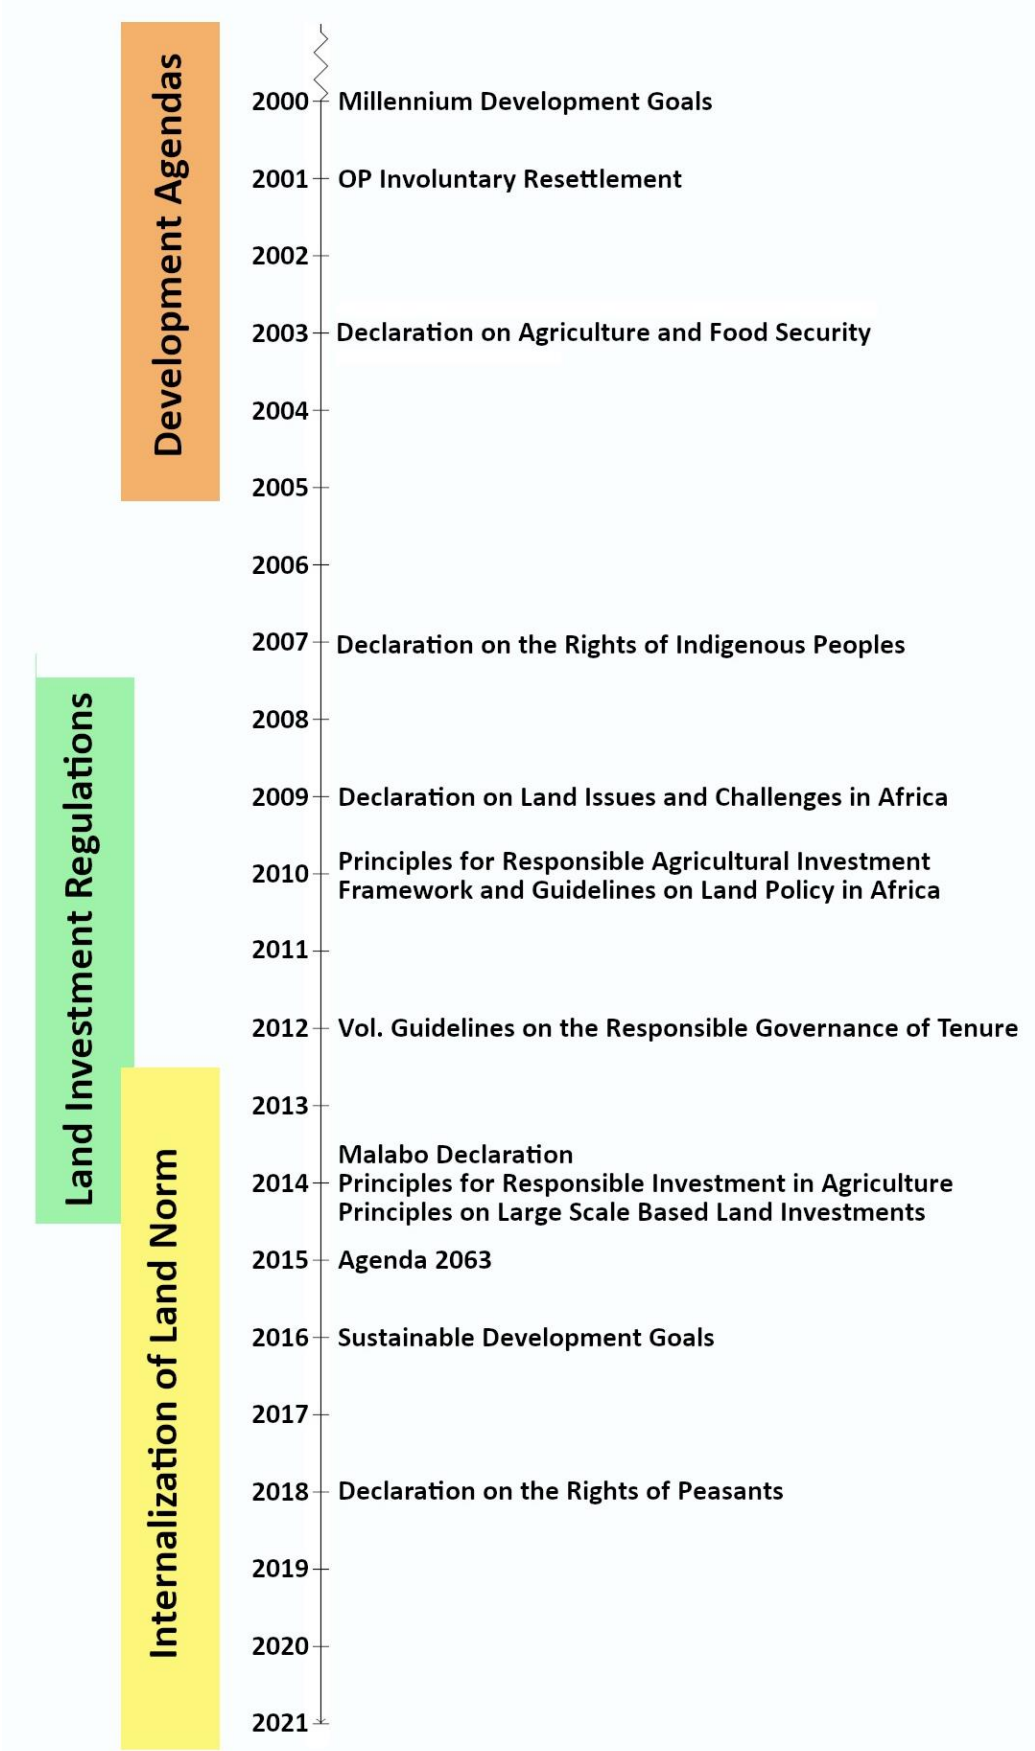 Development Agendas
Land Investment Regulations
Internalization of Land Norm
2000 Millennium Development Goals
2001 OP Involuntary Resettlement
2002
2003 Declaration on Agriculture and Food Security
2004
2005
2006
2007 Declaration on the Rights of Indigenous Peoples
2008
2009 Declaration on Land Issues and Challenges in Africa
2010 Principles for Responsible Agricultural Investment
Framework and Guidelines on Land Policy in Africa
2011
2012 Vol. Guidelines on the Responsible Governance of Tenure
2013
Malabo Declaration
2014 Principles for Responsible Investment in Agriculture
Principles on Large Scale Based Land Investments
2015 Agenda 2063
2016 Sustainable Development Goals
2017
2018 Declaration on the Rights of Peasants
2019
2020
2021